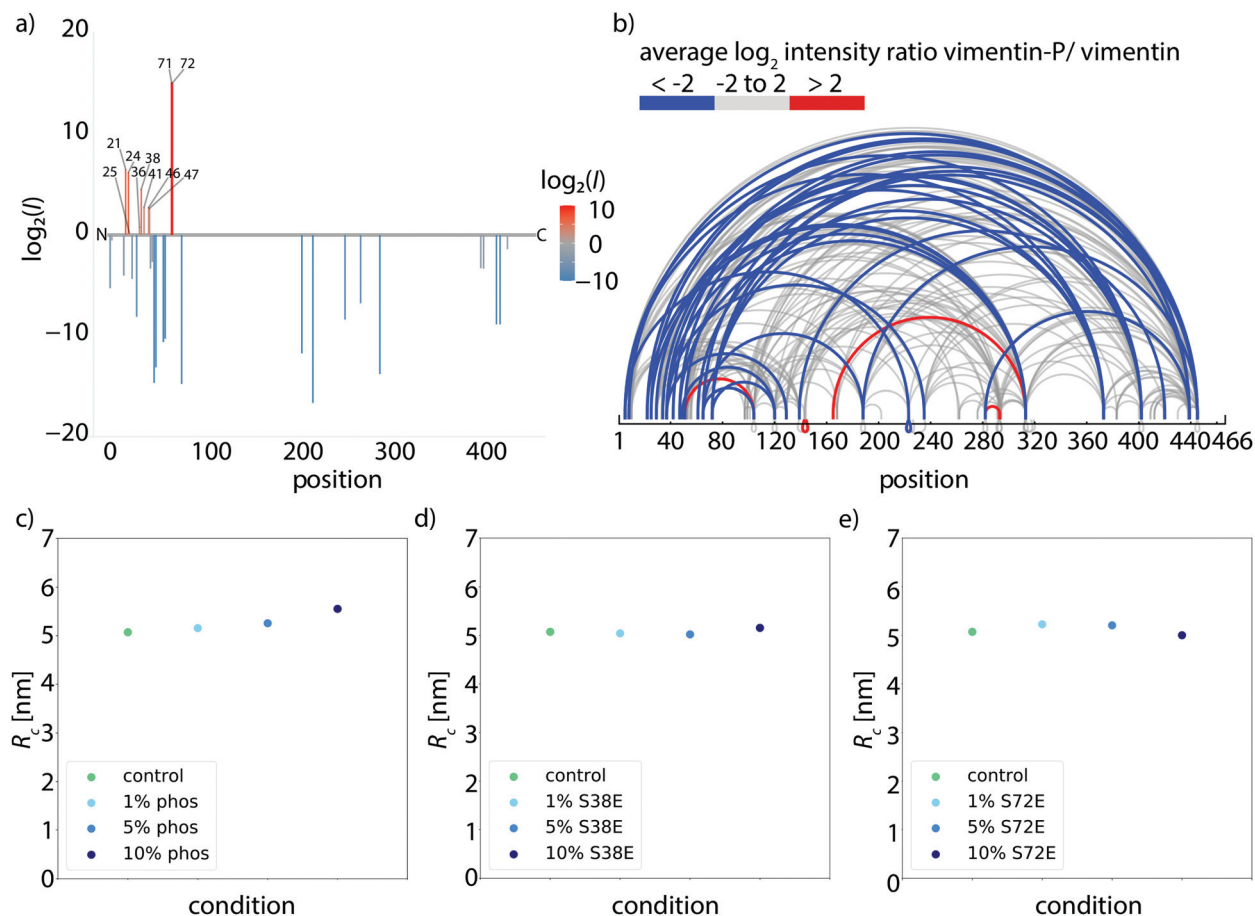 a)
20
10
0
−10
−20
log₂(I)
71 72
21
24
38
25
36
41
46
47
N
C
log₂(I)
10
0
−10
0
100
200
300
400
position
b)
average log₂ intensity ratio vimentin-P/ vimentin
< -2
-2 to 2
> 2
1
40
80
120
160
200
240
280
320
360
400
440
466
position
c)
7
6
5
4
3
2
1
0
R_c [nm]
control
1% phos
5% phos
10% phos
condition
d)
7
6
5
4
3
2
1
0
R_c [nm]
control
1% S38E
5% S38E
10% S38E
condition
e)
7
6
5
4
3
2
1
0
R_c [nm]
control
1% S72E
5% S72E
10% S72E
condition